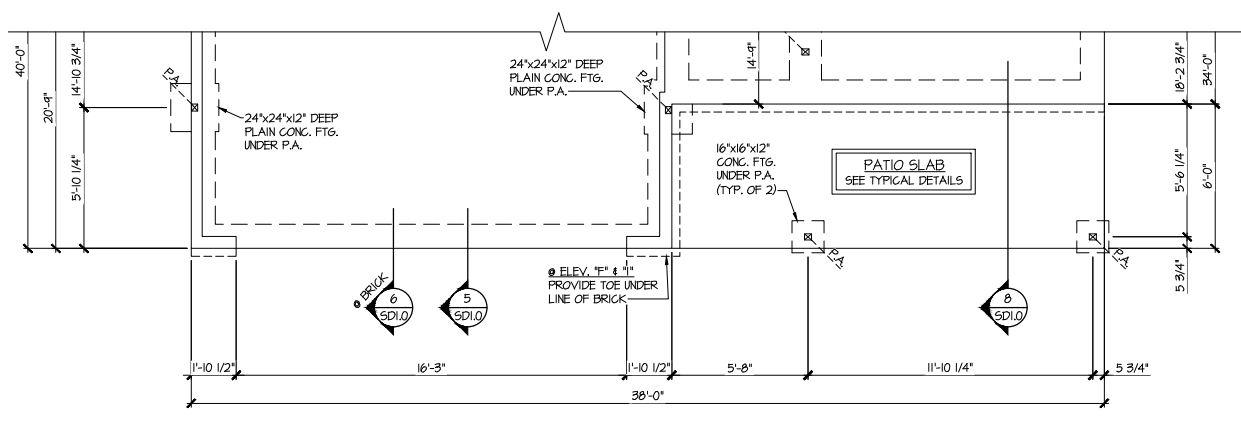 40'-0"
20'-9"
14'-10 3/4"
5'-10 1/4"
P.A.
24"x24"x12" DEEP
PLAIN CONC. FTG.
UNDER P.A.
24"x24"x12" DEEP
PLAIN CONC. FTG.
UNDER P.A.
P.A.
14'-9"
16"x16"x12"
CONC. FTG.
UNDER P.A.
(TYP. OF 2)
PATIO SLAB
SEE TYPICAL DETAILS
18'-2 3/4"
34'-0"
5'-6 1/4"
6'-0"
5 3/4"
P.A.
P.A.
@ BRICK
6
SD1.0
5
SD1.0
@ ELEV. "F" & "I"
PROVIDE TOE UNDER
LINE OF BRICK
8
SD1.0
1'-10 1/2"
16'-3"
1'-10 1/2"
5'-8"
11'-10 1/4"
5 3/4"
38'-0"